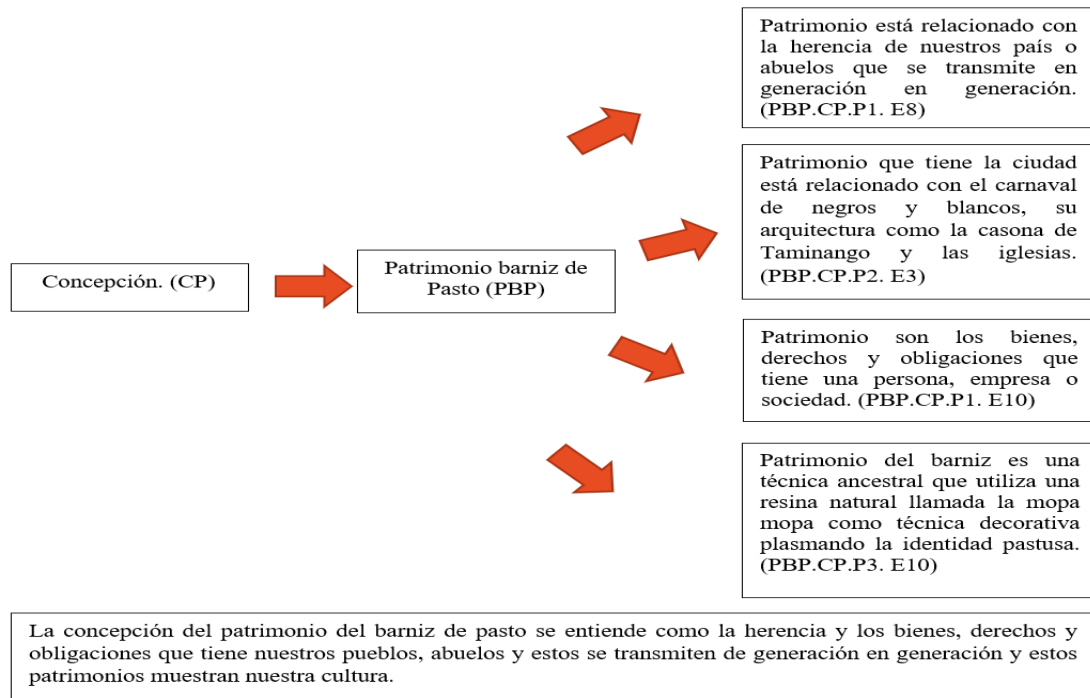 Patrimonio está relacionado con
la herencia de nuestros país o
abuelos que se transmite en
generación en generación.
(PBP.CP.P1. E8)
Patrimonio que tiene la ciudad
está relacionado con el carnaval
de negros y blancos, su
arquitectura como la casona de
Taminango y las iglesias.
(PBP.CP.P2. E3)
Concepción. (CP)
Patrimonio barniz de
Pasto (PBP)
Patrimonio son los bienes,
derechos y obligaciones que
tiene una persona, empresa o
sociedad. (PBP.CP.P1. E10)
Patrimonio del barniz es una
técnica ancestral que utiliza una
resina natural llamada la mopa
mopa como técnica decorativa
plasmando la identidad pastusa.
(PBP.CP.P3. E10)
La concepción del patrimonio del barniz de pasto se entiende como la herencia y los bienes, derechos y
obligaciones que tiene nuestros pueblos, abuelos y estos se transmiten de generación en generación y estos
patrimonios muestran nuestra cultura.